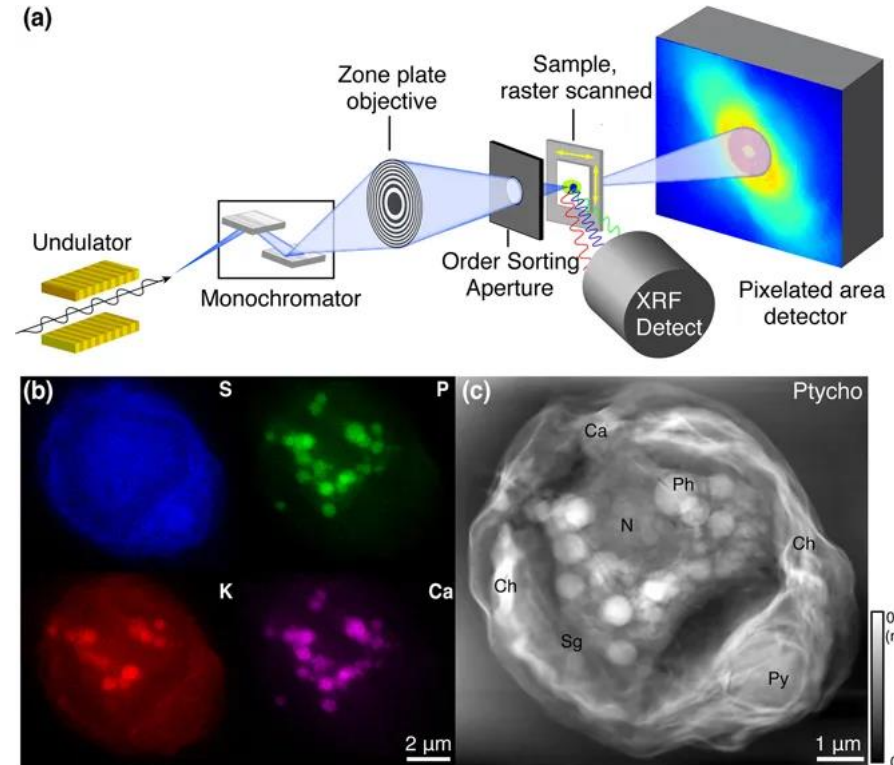 (a)
Zone plate
objective
Sample,
raster scanned
Undulator
Monochromator
Order Sorting
Aperture
XRF
Detect
Pixelated area
detector
(b)
S
P
K
Ca
2 μm
(c)
Ptycho
Ca
Ph
N
Ch
Ch
Sg
Py
1 μm
0